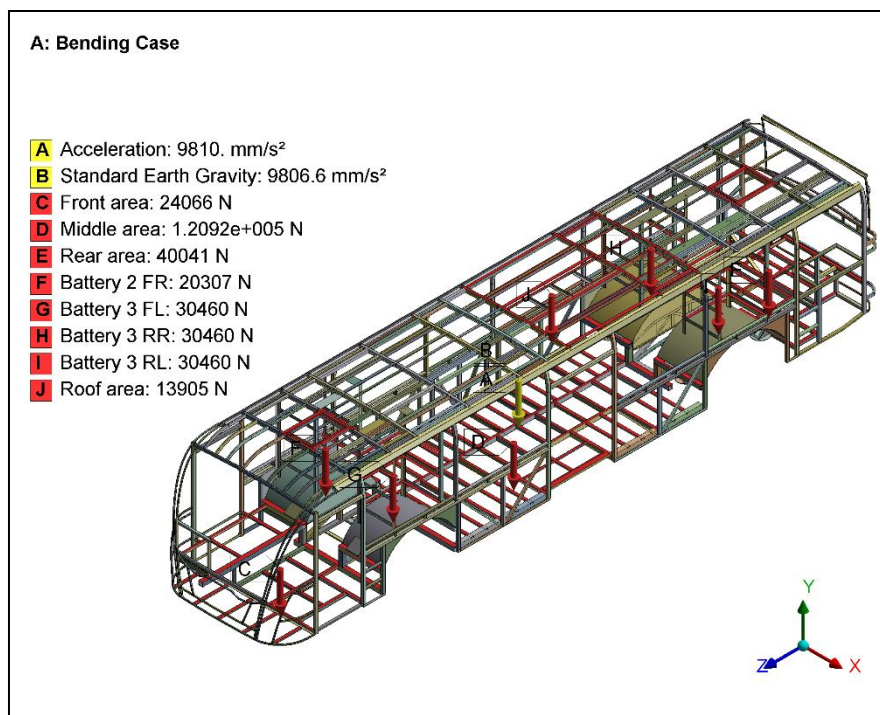 A: Bending Case
A Acceleration: 9810. mm/s²
B Standard Earth Gravity: 9806.6 mm/s²
C Front area: 24066 N
D Middle area: 1.2092e+005 N
E Rear area: 40041 N
F Battery 2 FR: 20307 N
G Battery 3 FL: 30460 N
H Battery 3 RR: 30460 N
I Battery 3 RL: 30460 N
J Roof area: 13905 N
H
J
B
A
D
G
C
Y
Z
X